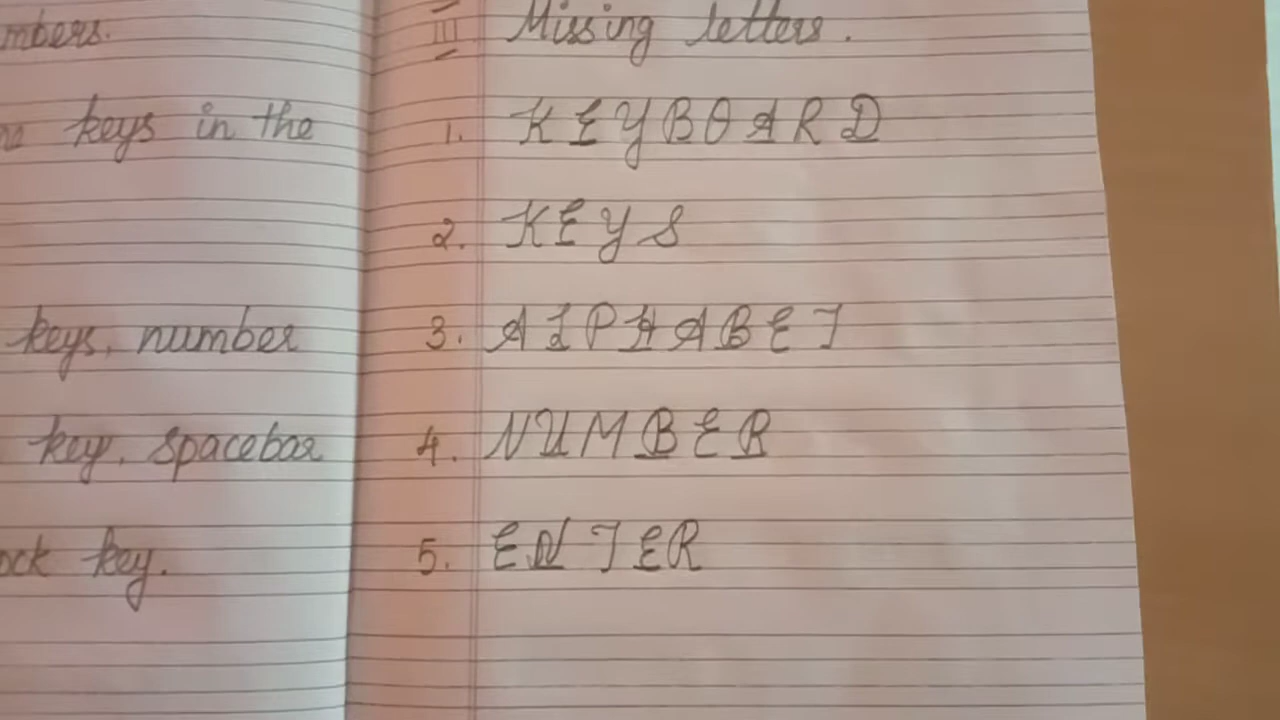 mbers.
keys in the
keys, number
key, spacebar
ock key.
III Missing letters.
1. KEYBOARD
2. KEYS
3. ALPHABET
4. NUMBER
5. ENTER